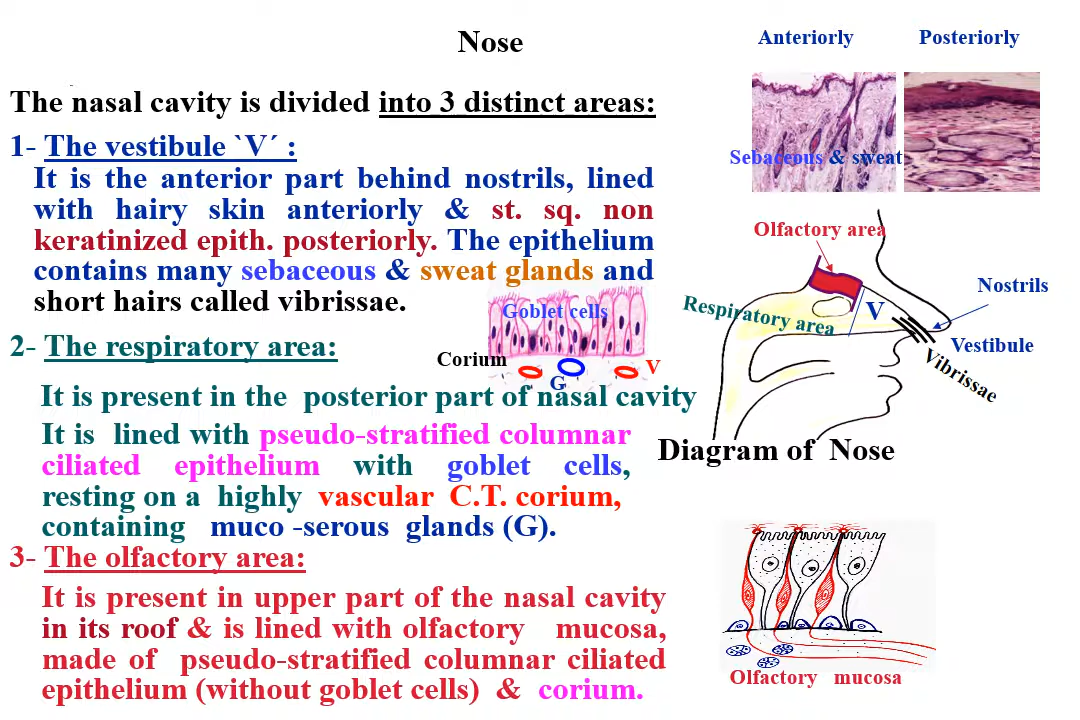 Nose
The nasal cavity is divided into 3 distinct areas:
1- The vestibule `V´ :
It is the anterior part behind nostrils, lined
with hairy skin anteriorly & st. sq. non
keratinized epith. posteriorly. The epithelium
contains many sebaceous & sweat glands and
short hairs called vibrissae.
2- The respiratory area:
It is present in the posterior part of nasal cavity
It is lined with pseudo-stratified columnar
ciliated epithelium with goblet cells,
resting on a highly vascular C.T. corium,
containing muco -serous glands (G).
3- The olfactory area:
It is present in upper part of the nasal cavity
in its roof & is lined with olfactory mucosa,
made of pseudo-stratified columnar ciliated
epithelium (without goblet cells) & corium.
Goblet cells
Corium
G
V
Anteriorly
Posteriorly
Sebaceous & sweat
Olfactory area
Respiratory area
V
Nostrils
Vestibule
Vibrissae
Diagram of Nose
Olfactory mucosa